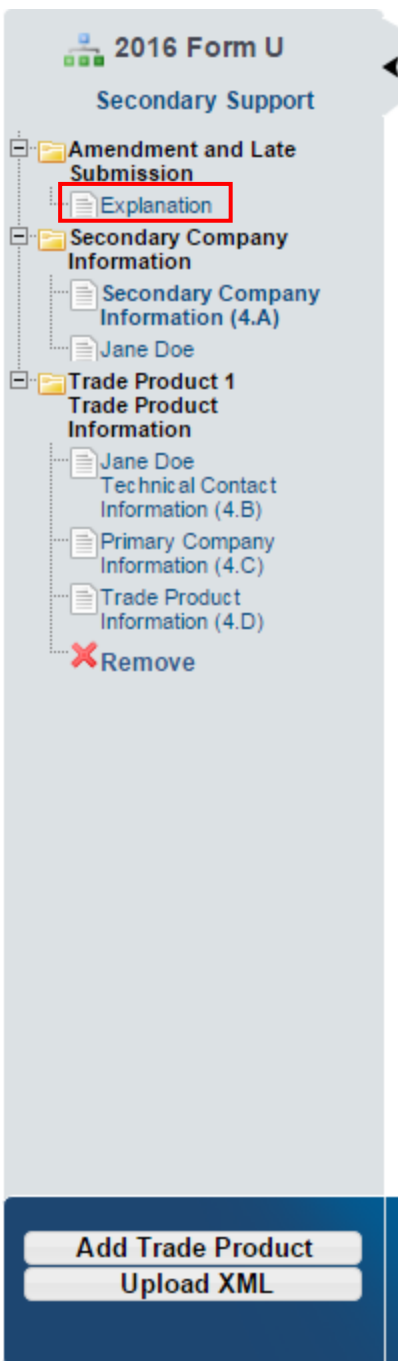 2016 Form U
Secondary Support
Amendment and Late
Submission
Explanation
Secondary Company
Information
Secondary Company
Information (4.A)
Jane Doe
Trade Product 1
Trade Product
Information
Jane Doe
Technical Contact
Information (4.B)
Primary Company
Information (4.C)
Trade Product
Information (4.D)
Remove
Add Trade Product
Upload XML